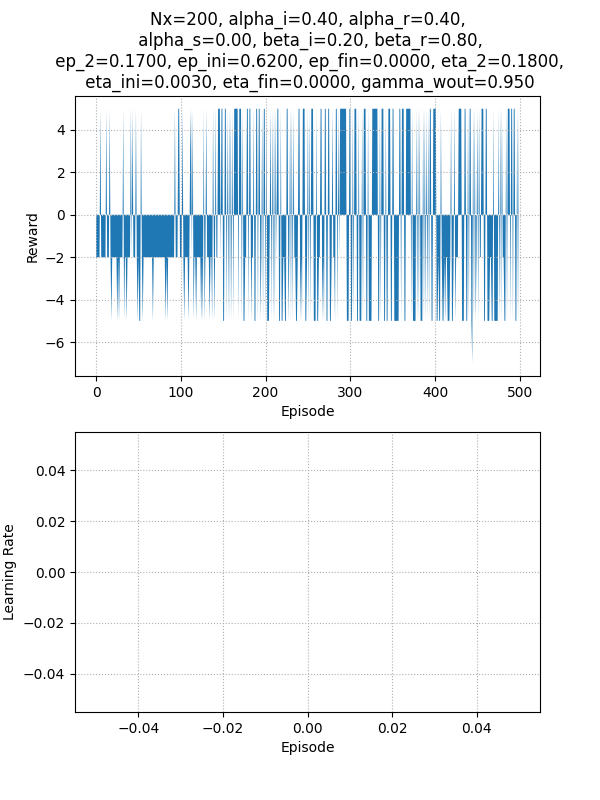 Nx=200, alpha_i=0.40, alpha_r=0.40,
alpha_s=0.00, beta_i=0.20, beta_r=0.80,
ep_2=0.1700, ep_ini=0.6200, ep_fin=0.0000, eta_2=0.1800,
eta_ini=0.0030, eta_fin=0.0000, gamma_wout=0.950
4
2
0
−2
−4
−6
Reward
0 100 200 300 400 500
Episode
0.04
0.02
0.00
−0.02
−0.04
Learning Rate
−0.04 −0.02 0.00 0.02 0.04
Episode